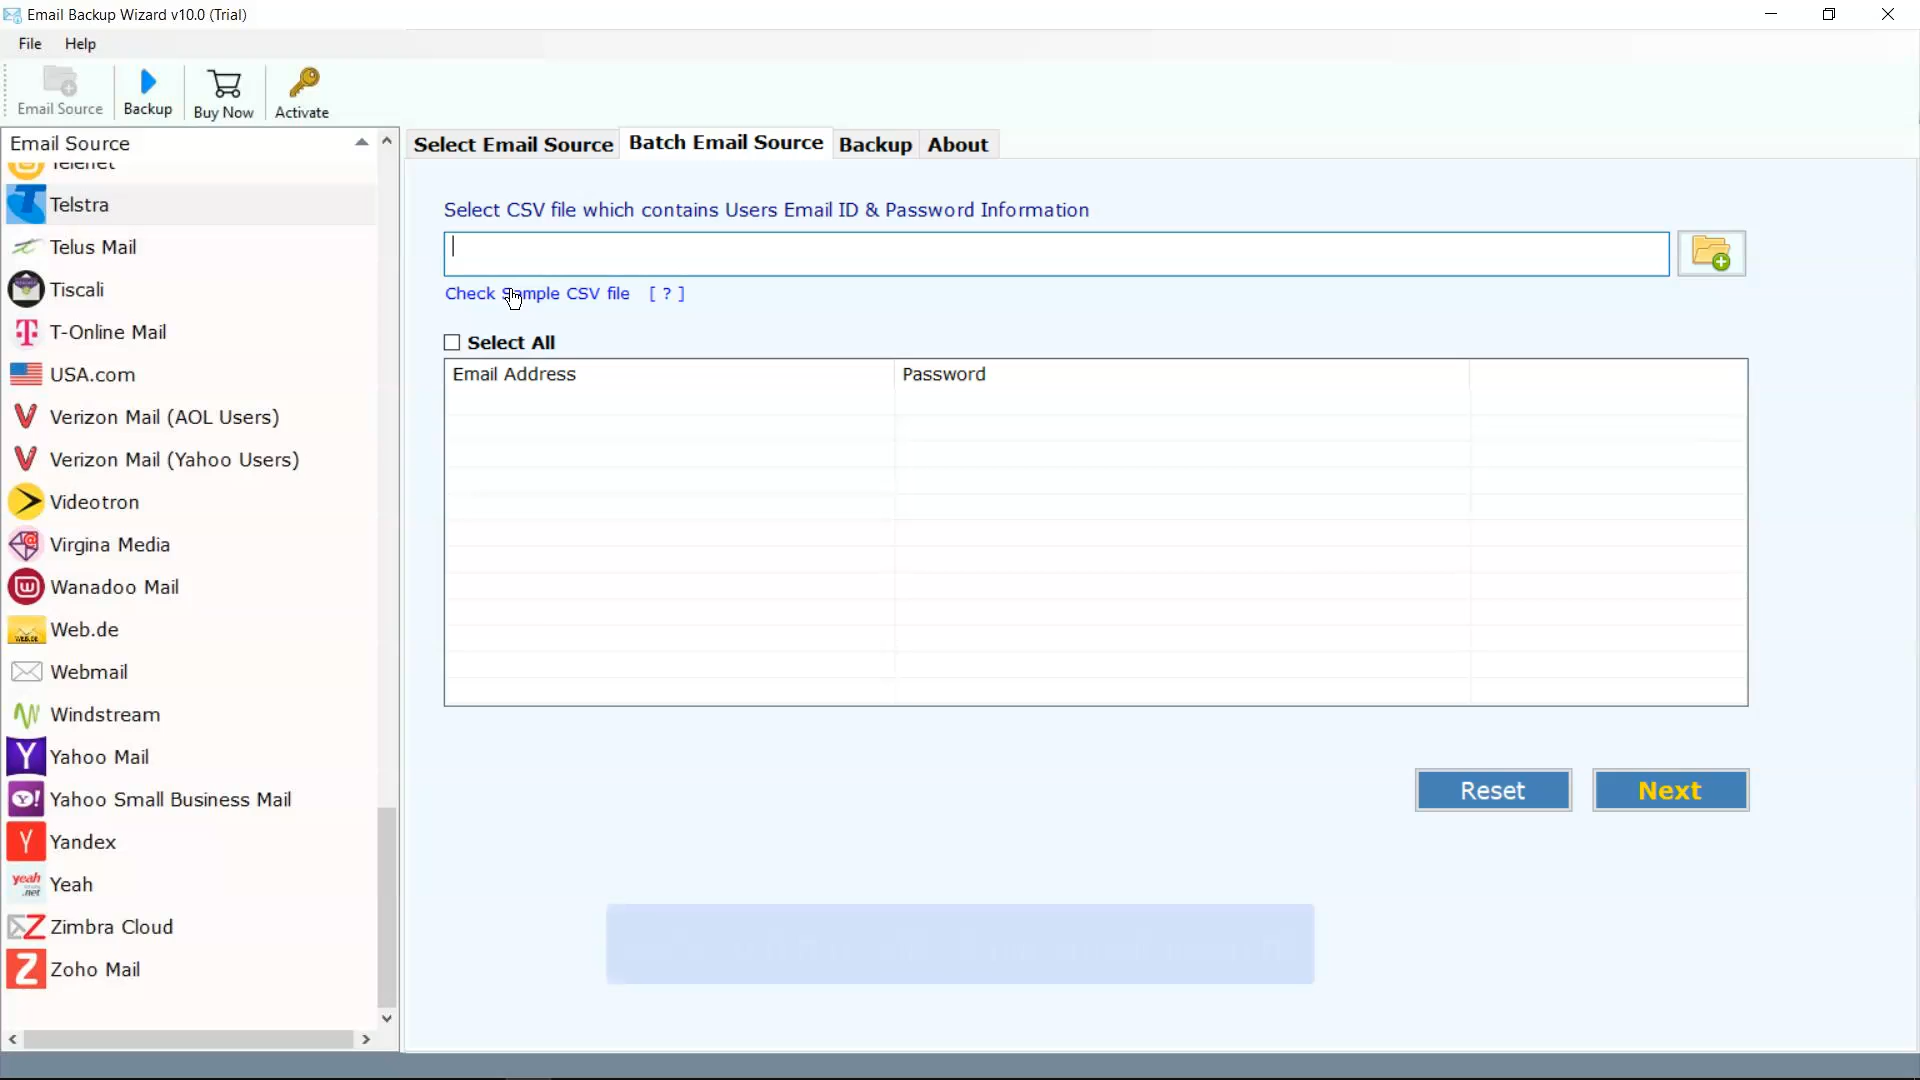 Email Backup Wizard v10.0 (Trial)
File Help
Email Source Backup Buy Now Activate
Email Source
Select Email Source Batch Email Source Backup About
Telenet
Telstra
Telus Mail
Tiscali
T-Online Mail
USA.com
Verizon Mail (AOL Users)
Verizon Mail (Yahoo Users)
Videotron
Virgina Media
Wanadoo Mail
Web.de
Webmail
Windstream
Yahoo Mail
Yahoo Small Business Mail
Yandex
yeah .net Yeah
Zimbra Cloud
Zoho Mail
Select CSV file which contains Users Email ID & Password Information
Check Sample CSV file [ ? ]
Select All
Email Address Password
Reset Next